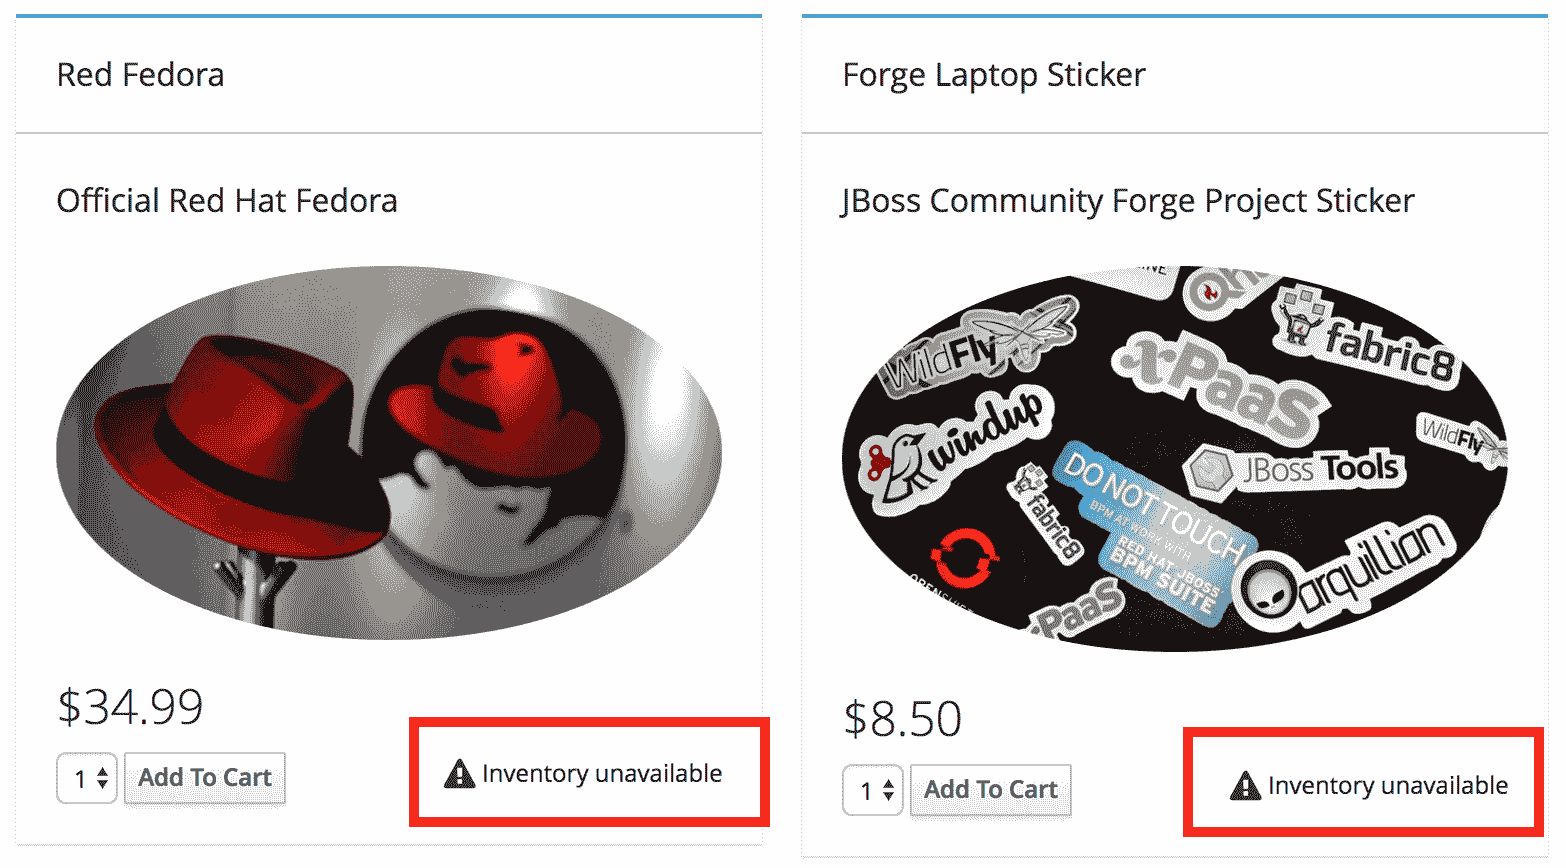 Red Fedora
Official Red Hat Fedora
$34.99
1
Add To Cart
Inventory unavailable
Forge Laptop Sticker
JBoss Community Forge Project Sticker
WildFly
fabric8
xPaaS
windup
WildFly
JBoss Tools
DO NOT TOUCH
BPM AT WORK WITH
RED HAT JBOSS
BPM SUITE
fabric8
arquillian
OPENSHIFT
xPaaS
$8.50
1
Add To Cart
Inventory unavailable